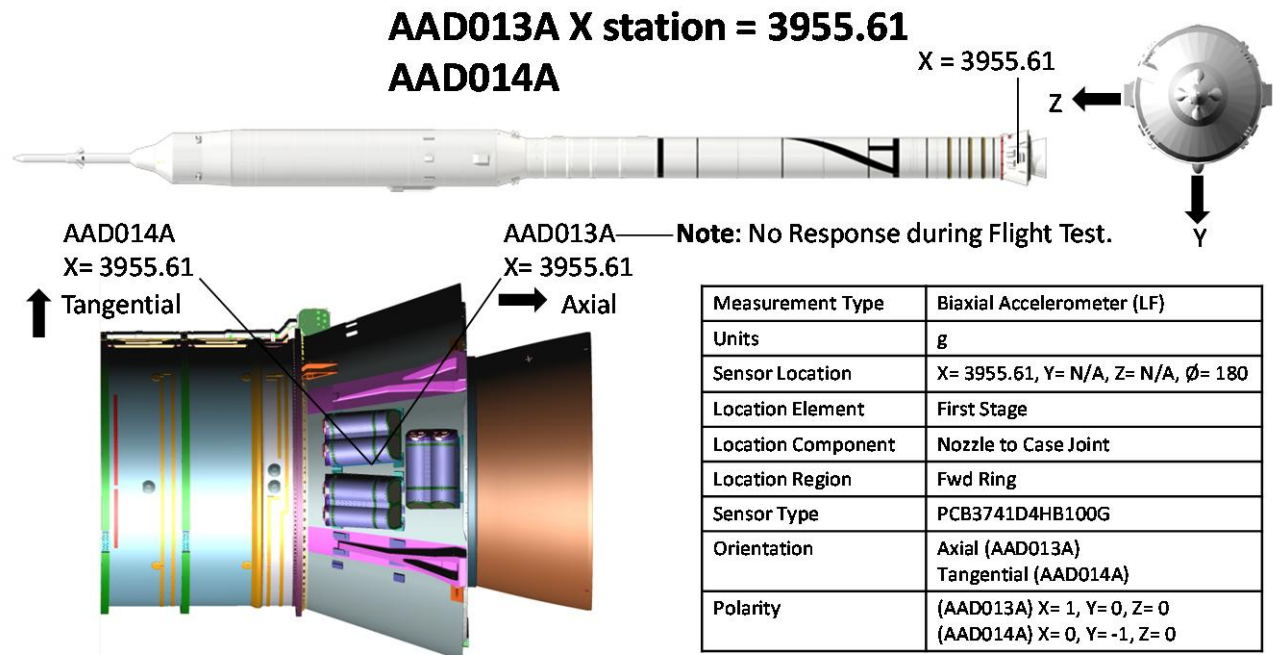 AAD013A X station = 3955.61
AAD014A
X = 3955.61
Z
Y
AAD014A
X= 3955.61
Tangential
AAD013A
X= 3955.61
Axial
Note: No Response during Flight Test.
Measurement Type Biaxial Accelerometer (LF)
Units g
Sensor Location X= 3955.61, Y= N/A, Z= N/A, Ø= 180
Location Element First Stage
Location Component Nozzle to Case Joint
Location Region Fwd Ring
Sensor Type PCB3741D4HB100G
Orientation Axial (AAD013A)
Tangential (AAD014A)
Polarity (AAD013A) X= 1, Y= 0, Z= 0
(AAD014A) X= 0, Y= -1, Z= 0